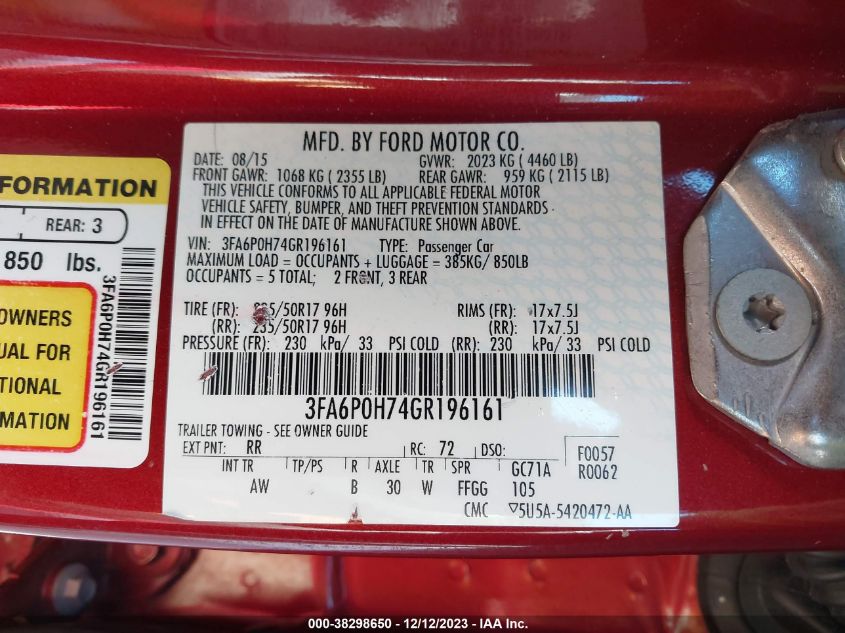 MFD. BY FORD MOTOR CO.
DATE: 08/15 GVWR: 2023 KG ( 4460 LB)
FRONT GAWR: 1068 KG ( 2355 LB) REAR GAWR: 959 KG ( 2115 LB)
THIS VEHICLE CONFORMS TO ALL APPLICABLE FEDERAL MOTOR
VEHICLE SAFETY, BUMPER, AND THEFT PREVENTION STANDARDS
IN EFFECT ON THE DATE OF MANUFACTURE SHOWN ABOVE.
VIN: 3FA6P0H74GR196161 TYPE: Passenger Car
MAXIMUM LOAD = OCCUPANTS + LUGGAGE = 385KG/ 850LB
OCCUPANTS = 5 TOTAL; 2 FRONT, 3 REAR
TIRE (FR): 235/50R17 96H RIMS (FR): 17x7.5J
(RR): 235/50R17 96H (RR): 17x7.5J
PRESSURE (FR): 230 kPa/ 33 PSI COLD (RR): 230 kPa/ 33 PSI COLD
3FA6P0H74GR196161
TRAILER TOWING - SEE OWNER GUIDE
EXT PNT: RR RC: 72 DSO: F0057
R0062
INT TR TP/PS R AXLE TR SPR GC71A
AW B 30 W FFGG 105
CMC ▽5U5A-5420472-AA
FORMATION
REAR: 3
850 lbs.
OWNERS
UAL FOR
TIONAL
RMATION
3FA6P0H74GR196161
000-38298650 - 12/12/2023 - IAA Inc.